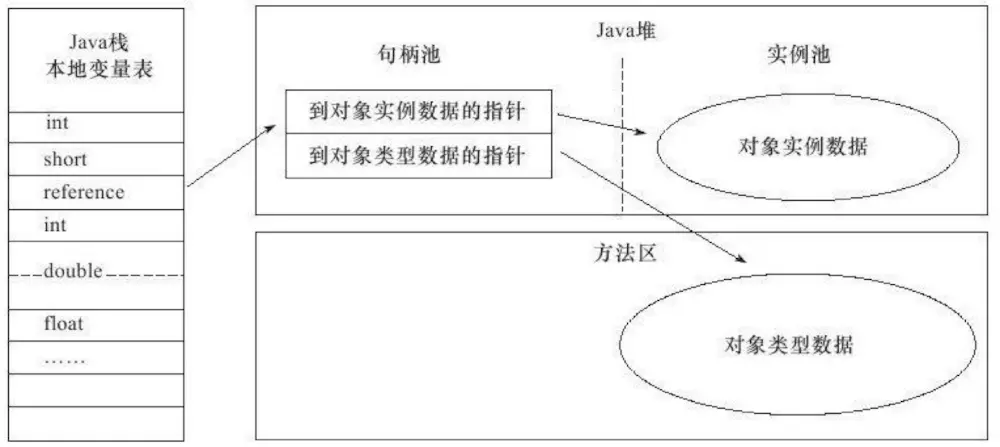 Java栈
本地变量表
int
short
reference
int
double
float
……
Java堆
句柄池
实例池
到对象实例数据的指针
到对象类型数据的指针
对象实例数据
方法区
对象类型数据